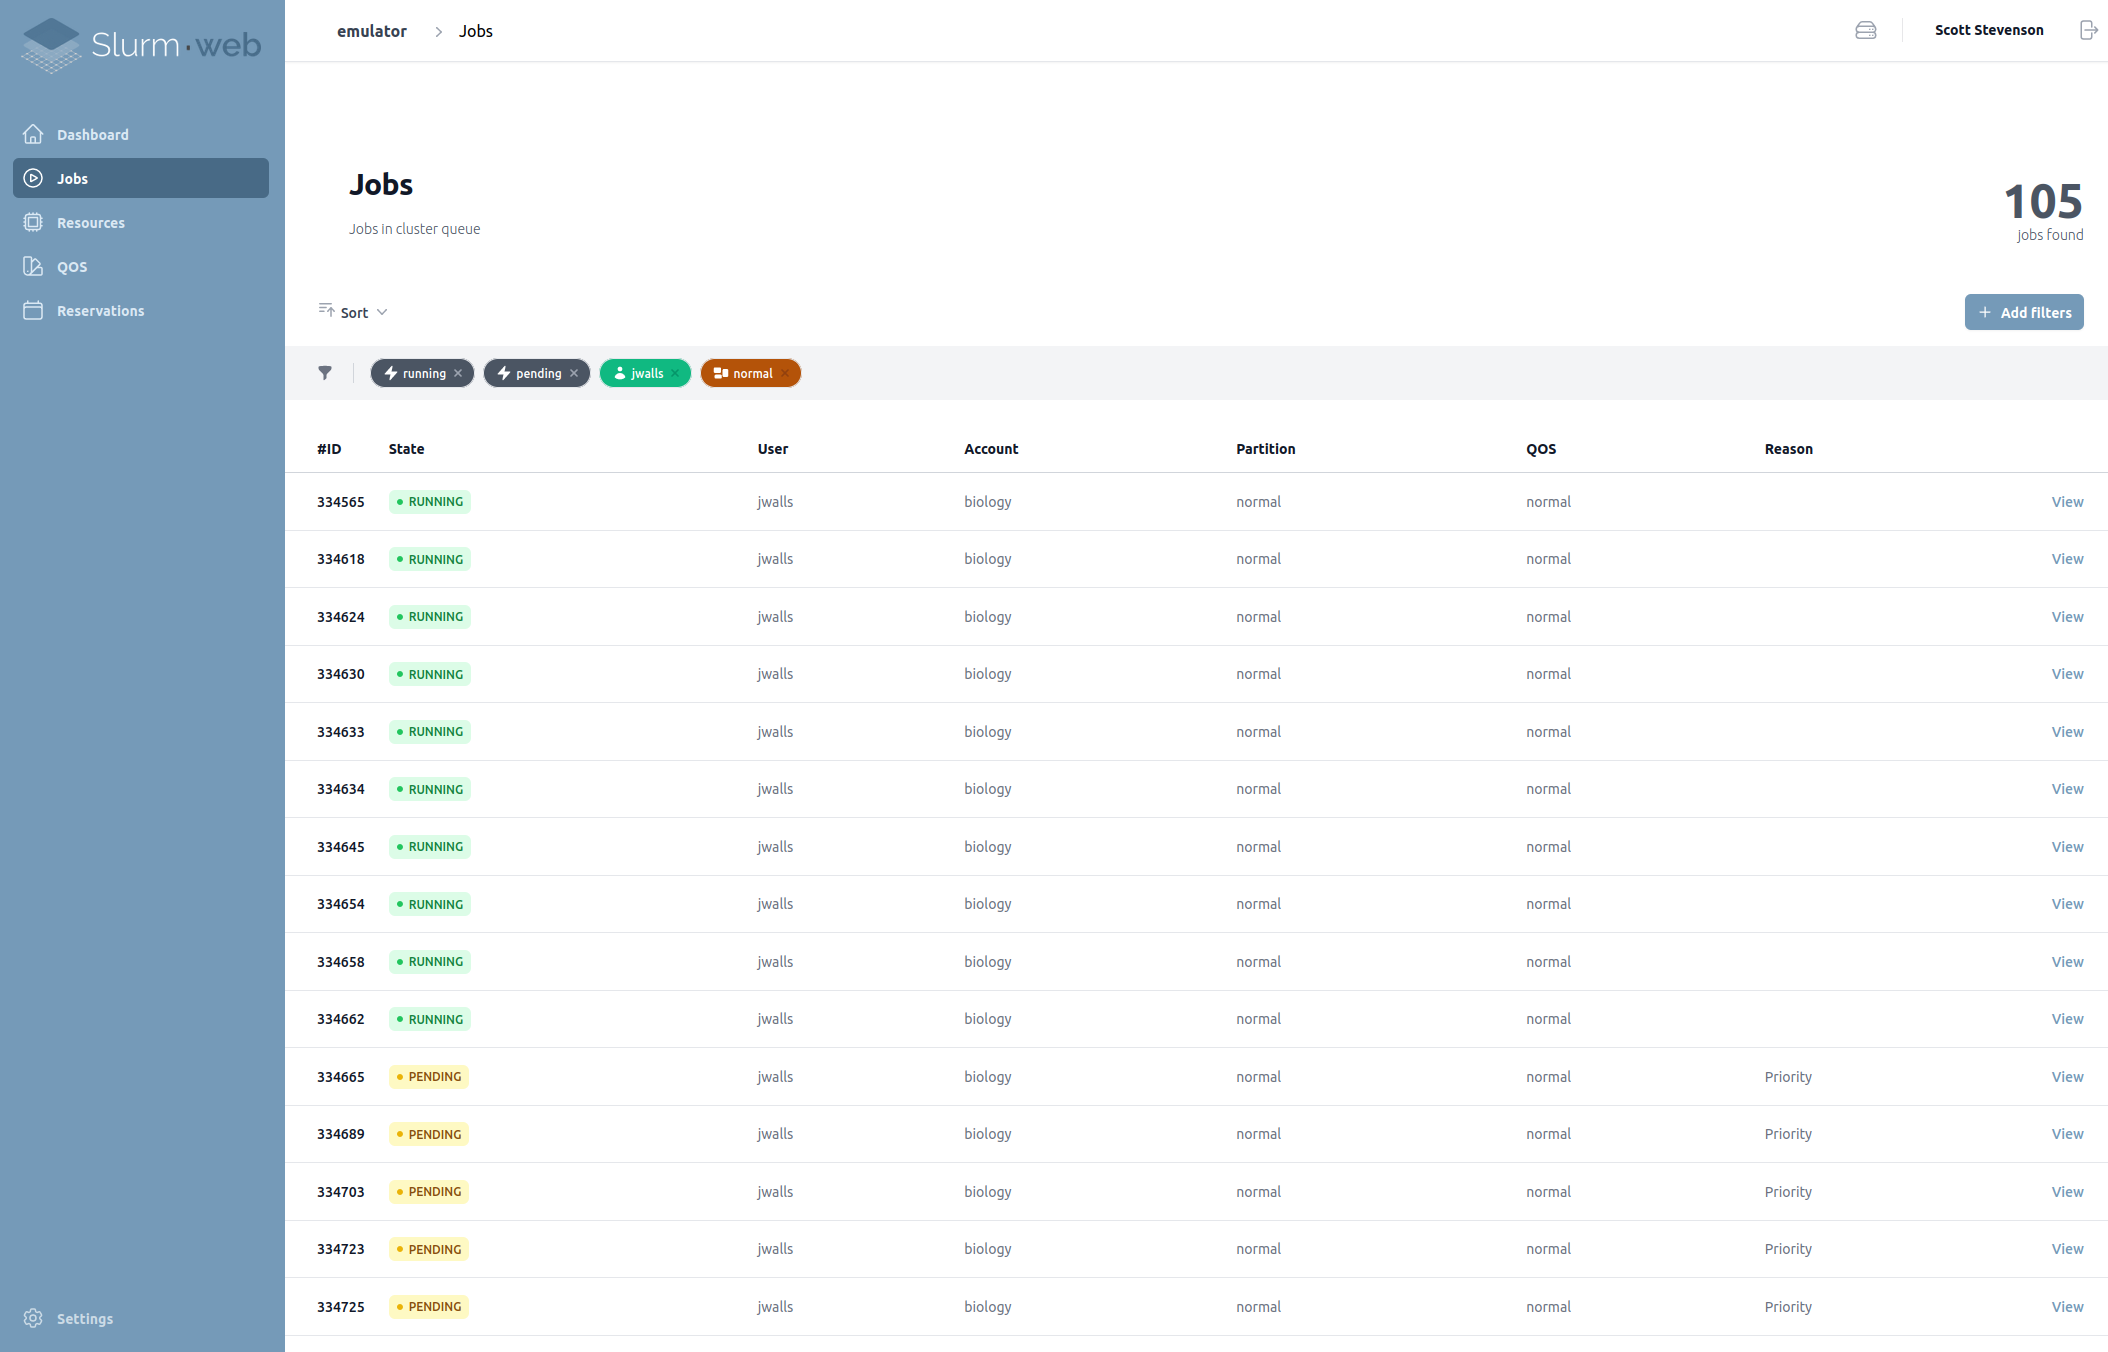 Slurm·web
Dashboard
Jobs
Resources
QOS
Reservations
Settings
emulator > Jobs
Scott Stevenson
Jobs
Jobs in cluster queue
105
jobs found
Sort
+ Add filters
running × pending × jwalls × normal ×
#ID State User Account Partition QOS Reason
334565 RUNNING jwalls biology normal normal View
334618 RUNNING jwalls biology normal normal View
334624 RUNNING jwalls biology normal normal View
334630 RUNNING jwalls biology normal normal View
334633 RUNNING jwalls biology normal normal View
334634 RUNNING jwalls biology normal normal View
334645 RUNNING jwalls biology normal normal View
334654 RUNNING jwalls biology normal normal View
334658 RUNNING jwalls biology normal normal View
334662 RUNNING jwalls biology normal normal View
334665 PENDING jwalls biology normal normal Priority View
334689 PENDING jwalls biology normal normal Priority View
334703 PENDING jwalls biology normal normal Priority View
334723 PENDING jwalls biology normal normal Priority View
334725 PENDING jwalls biology normal normal Priority View